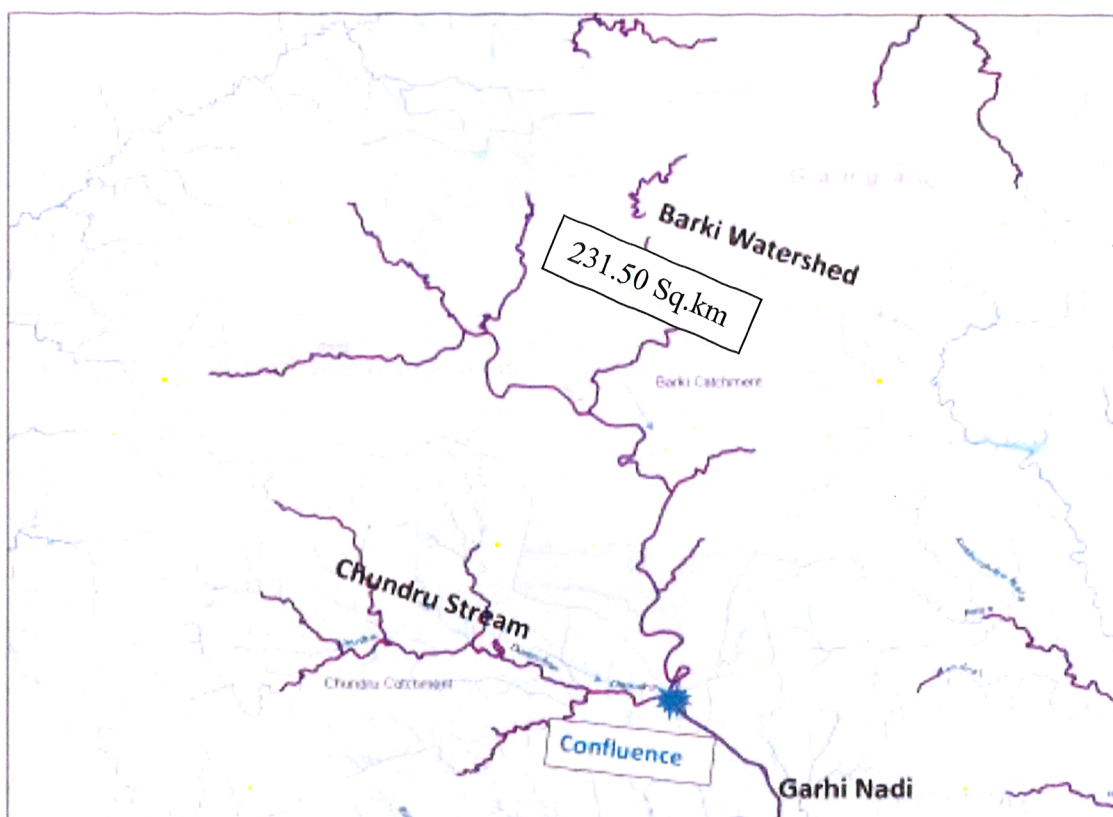 Barki Watershed
231.50 Sq.km
Barki Catchment
Chundru Stream
Chundru Catchment
Confluence
Garhi Nadi